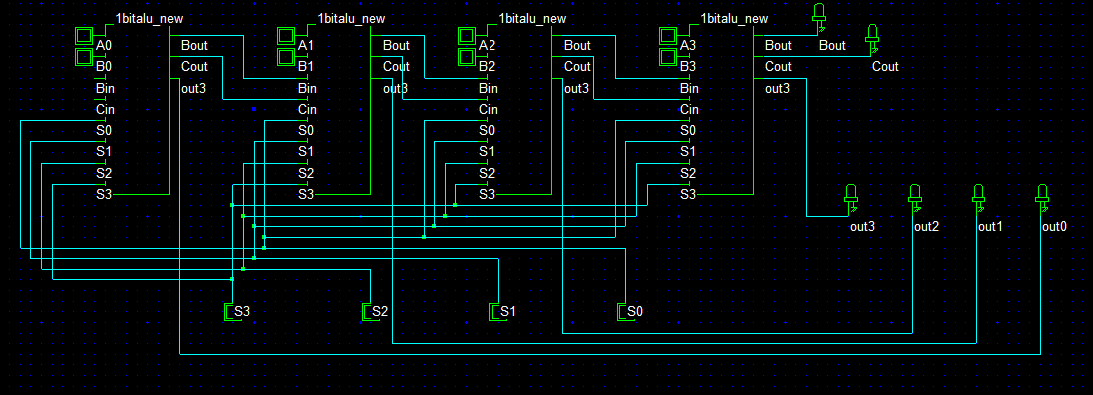 1bitalu_new 1bitalu_new 1bitalu_new 1bitalu_new
A0 Bout A1 Bout A2 Bout A3 Bout Bout
B0 Cout B1 Cout B2 Cout B3 Cout Cout
Bin out3 Bin out3 Bin out3 Bin out3
Cin Cin Cin Cin
S0 S0 S0 S0
S1 S1 S1 S1
S2 S2 S2 S2
S3 S3 S3 S3
out3 out2 out1 out0
S3 S2 S1 S0